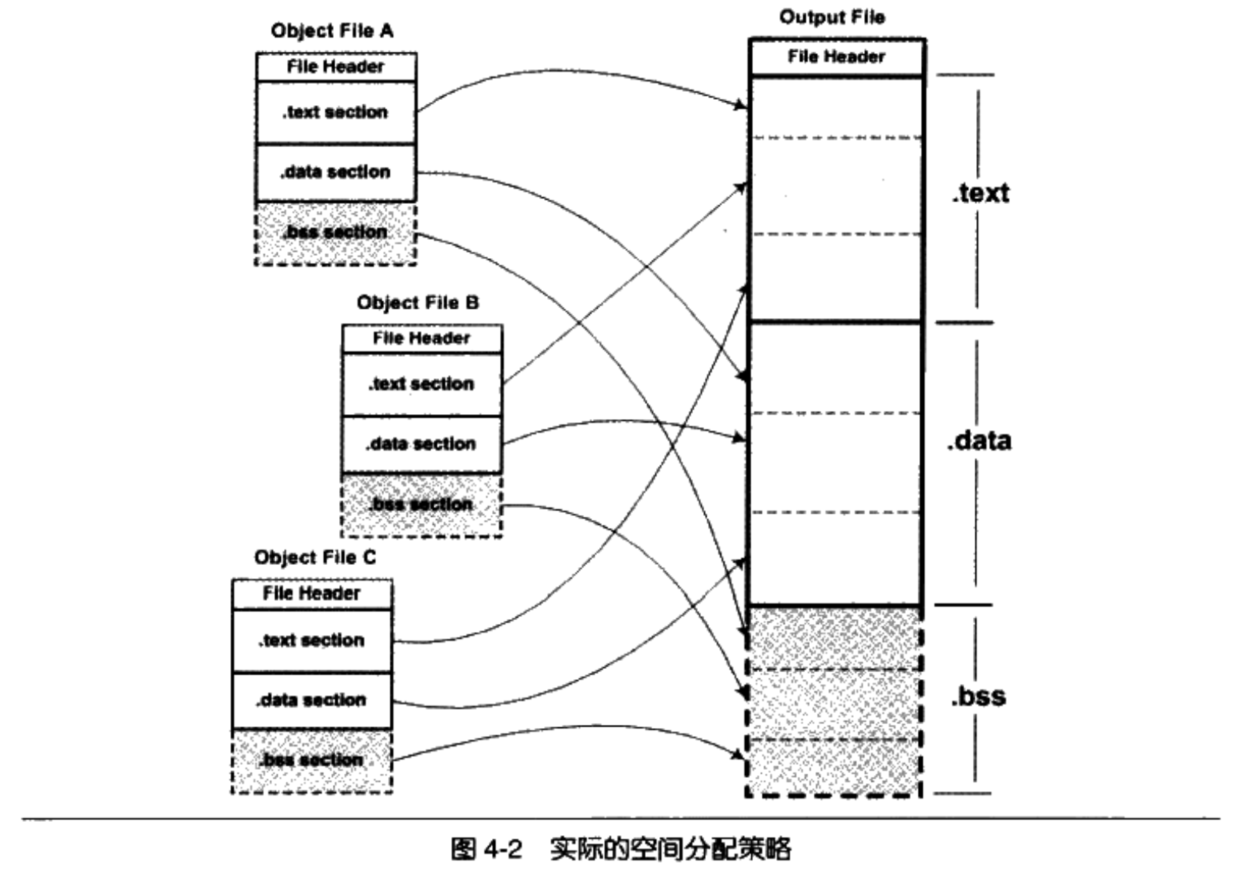 Object File A
File Header
.text section
.data section
.bss section
Object File B
File Header
.text section
.data section
.bss section
Object File C
File Header
.text section
.data section
.bss section
Output File
File Header
.text
.data
.bss
图 4-2 实际的空间分配策略